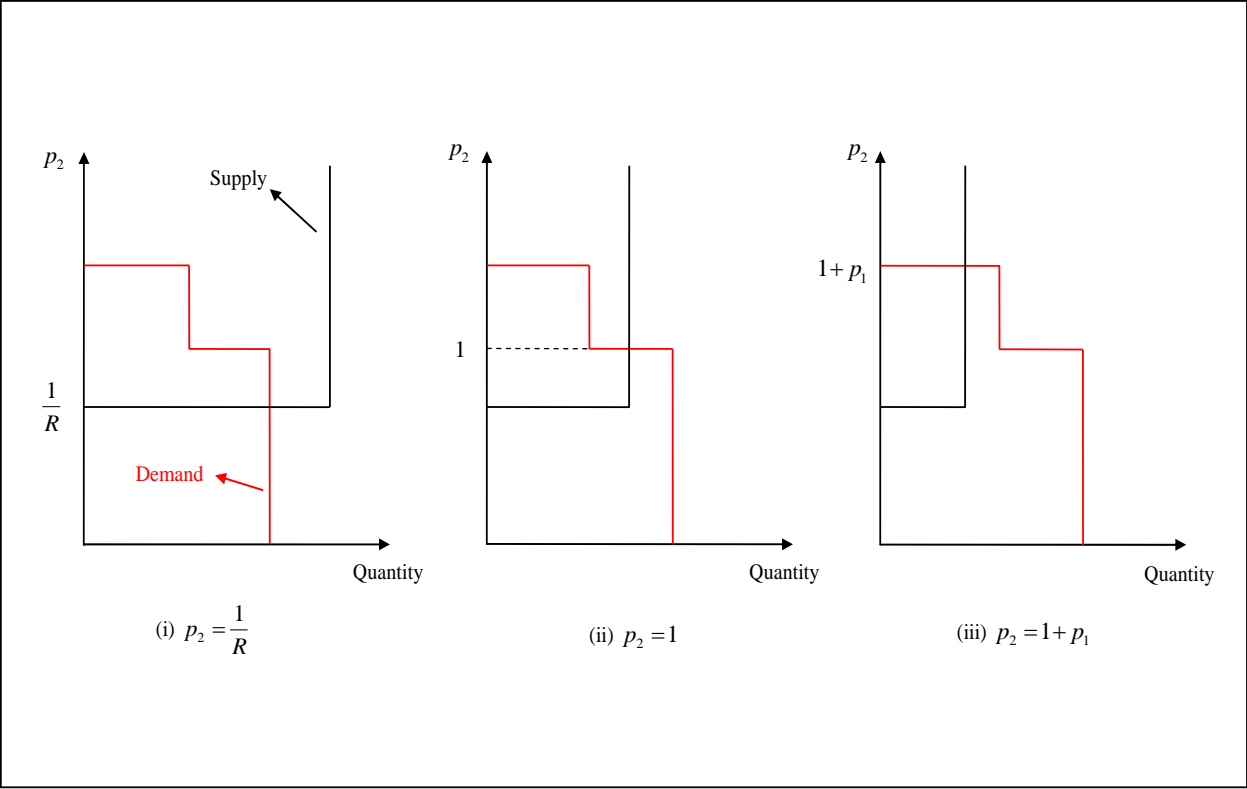 p₂
Supply
1/R
Demand
Quantity
(i) p₂ = 1/R
p₂
1
Quantity
(ii) p₂ = 1
p₂
1 + p₁
Quantity
(iii) p₂ = 1 + p₁